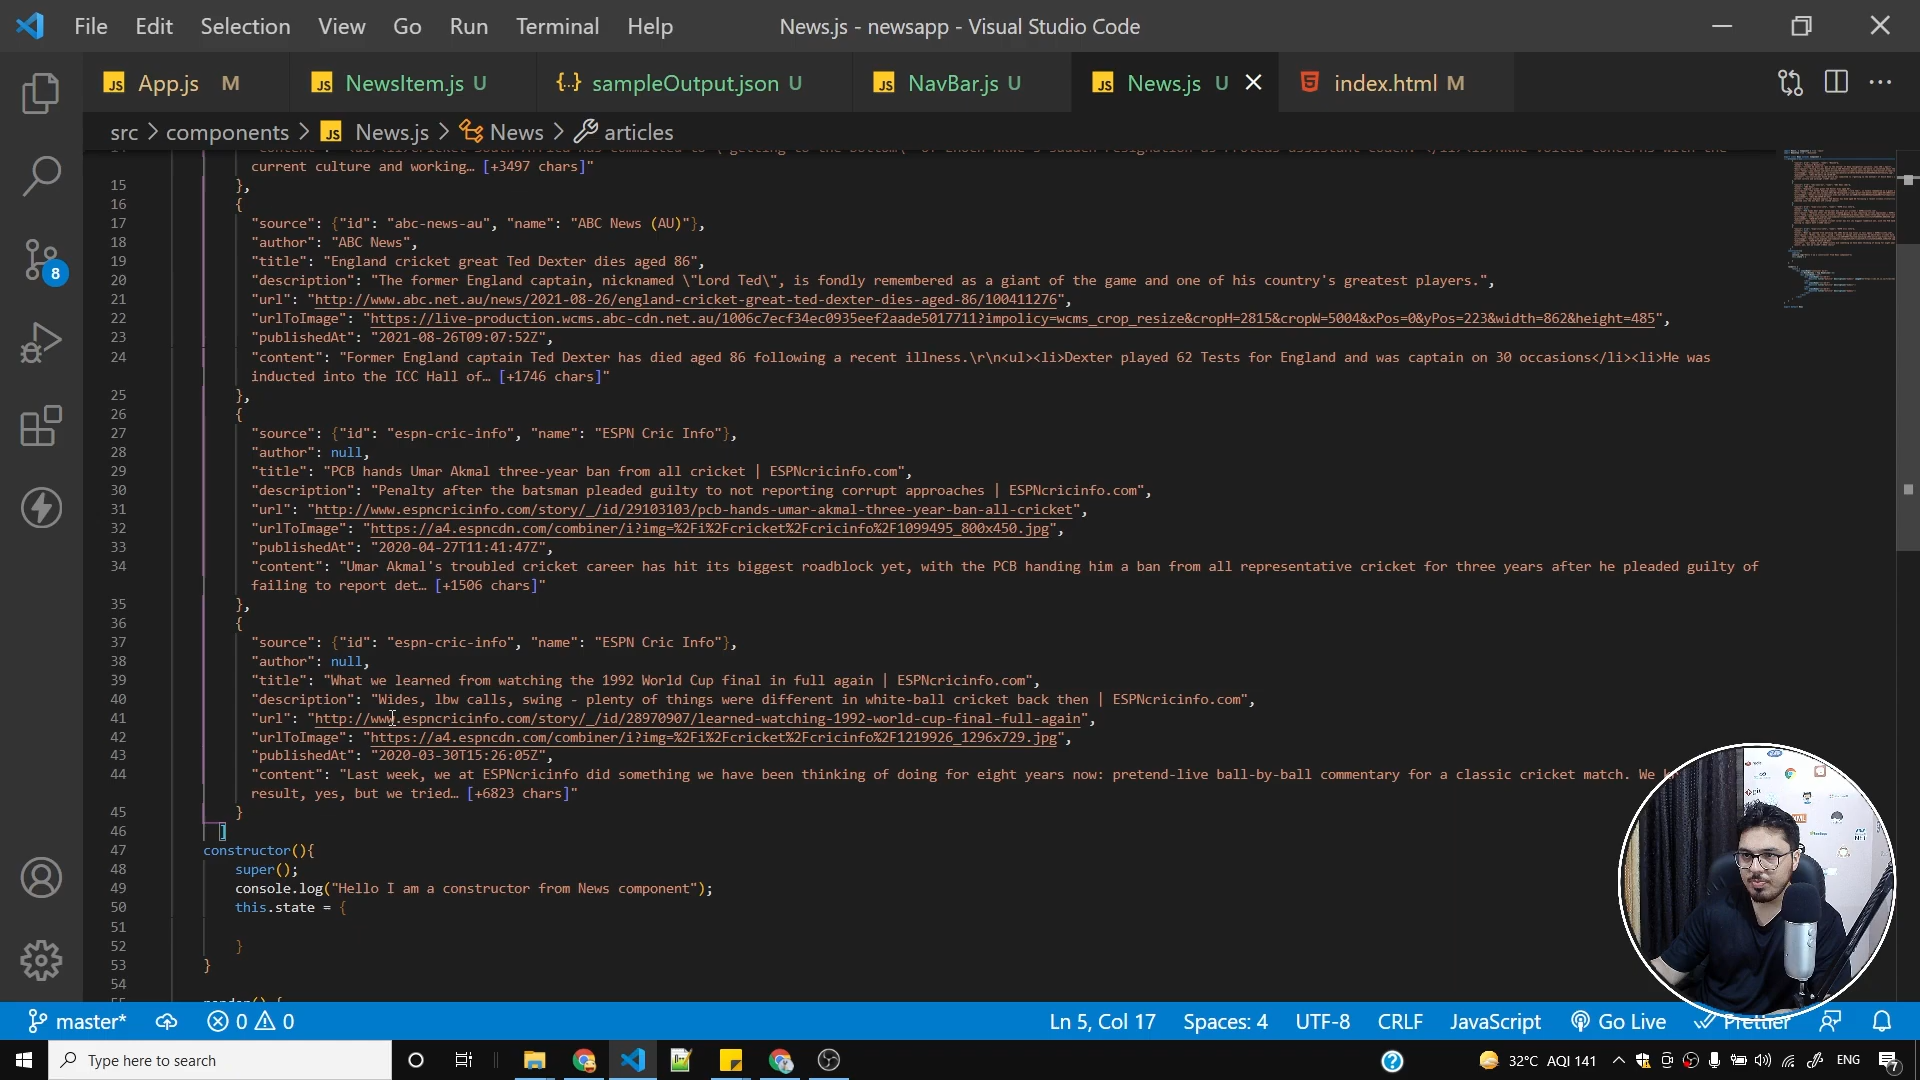 File Edit Selection View Go Run Terminal Help News.js - newsapp - Visual Studio Code
JS App.js M JS NewsItem.js U {··} sampleOutput.json U JS NavBar.js U JS News.js U index.html M
src > components > JS News.js > News > articles
current culture and working… [+3497 chars]"
15 },
16 {
17 "source": {"id": "abc-news-au", "name": "ABC News (AU)"},
18 "author": "ABC News",
19 "title": "England cricket great Ted Dexter dies aged 86",
20 "description": "The former England captain, nicknamed \"Lord Ted\", is fondly remembered as a giant of the game and one of his country's greatest players.",
21 "url": "http://www.abc.net.au/news/2021-08-26/england-cricket-great-ted-dexter-dies-aged-86/100411276",
22 "urlToImage": "https://live-production.wcms.abc-cdn.net.au/1006c7ecf34ec0935eef2aade5017711?impolicy=wcms_crop_resize&cropH=2815&cropW=5004&xPos=0&yPos=223&width=862&height=485",
23 "publishedAt": "2021-08-26T09:07:52Z",
24 "content": "Former England captain Ted Dexter has died aged 86 following a recent illness.\r\n<ul><li>Dexter played 62 Tests for England and was captain on 30 occasions</li><li>He was
inducted into the ICC Hall of… [+1746 chars]"
25 },
26 {
27 "source": {"id": "espn-cric-info", "name": "ESPN Cric Info"},
28 "author": null,
29 "title": "PCB hands Umar Akmal three-year ban from all cricket | ESPNcricinfo.com",
30 "description": "Penalty after the batsman pleaded guilty to not reporting corrupt approaches | ESPNcricinfo.com",
31 "url": "http://www.espncricinfo.com/story/_/id/29103103/pcb-hands-umar-akmal-three-year-ban-all-cricket",
32 "urlToImage": "https://a4.espncdn.com/combiner/i?img=%2Fi%2Fcricket%2Fcricinfo%2F1099495_800x450.jpg",
33 "publishedAt": "2020-04-27T11:41:47Z",
34 "content": "Umar Akmal's troubled cricket career has hit its biggest roadblock yet, with the PCB handing him a ban from all representative cricket for three years after he pleaded guilty of
failing to report det… [+1506 chars]"
35 },
36 {
37 "source": {"id": "espn-cric-info", "name": "ESPN Cric Info"},
38 "author": null,
39 "title": "What we learned from watching the 1992 World Cup final in full again | ESPNcricinfo.com",
40 "description": "Wides, lbw calls, swing - plenty of things were different in white-ball cricket back then | ESPNcricinfo.com",
41 "url": "http://www.espncricinfo.com/story/_/id/28970907/learned-watching-1992-world-cup-final-full-again",
42 "urlToImage": "https://a4.espncdn.com/combiner/i?img=%2Fi%2Fcricket%2Fcricinfo%2F1219926_1296x729.jpg",
43 "publishedAt": "2020-03-30T15:26:05Z",
44 "content": "Last week, we at ESPNcricinfo did something we have been thinking of doing for eight years now: pretend-live ball-by-ball commentary for a classic cricket match. We
result, yes, but we tried… [+6823 chars]"
45 }
46 ]
47 constructor(){
48 super();
49 console.log("Hello I am a constructor from News component");
50 this.state = {
51
52 }
53 }
54
8
master* 0 0 Ln 5, Col 17 Spaces: 4 UTF-8 CRLF JavaScript Go Live Prettier
Type here to search 32°C AQI 141 ENG 7